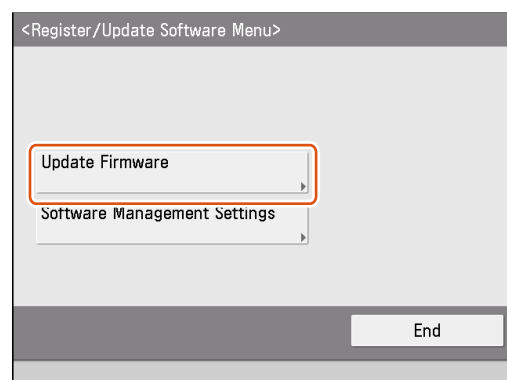 <Register/Update Software Menu>
Update Firmware
Software Management Settings
End